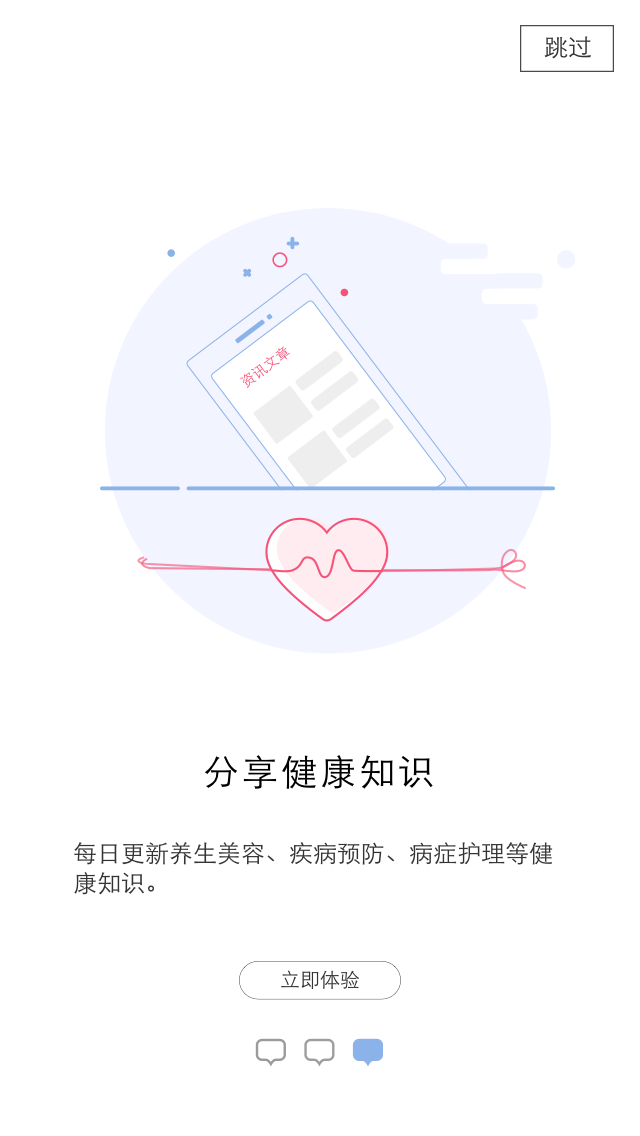 跳过
资讯文章
分享健康知识
每日更新养生美容、疾病预防、病症护理等健
康知识。
立即体验